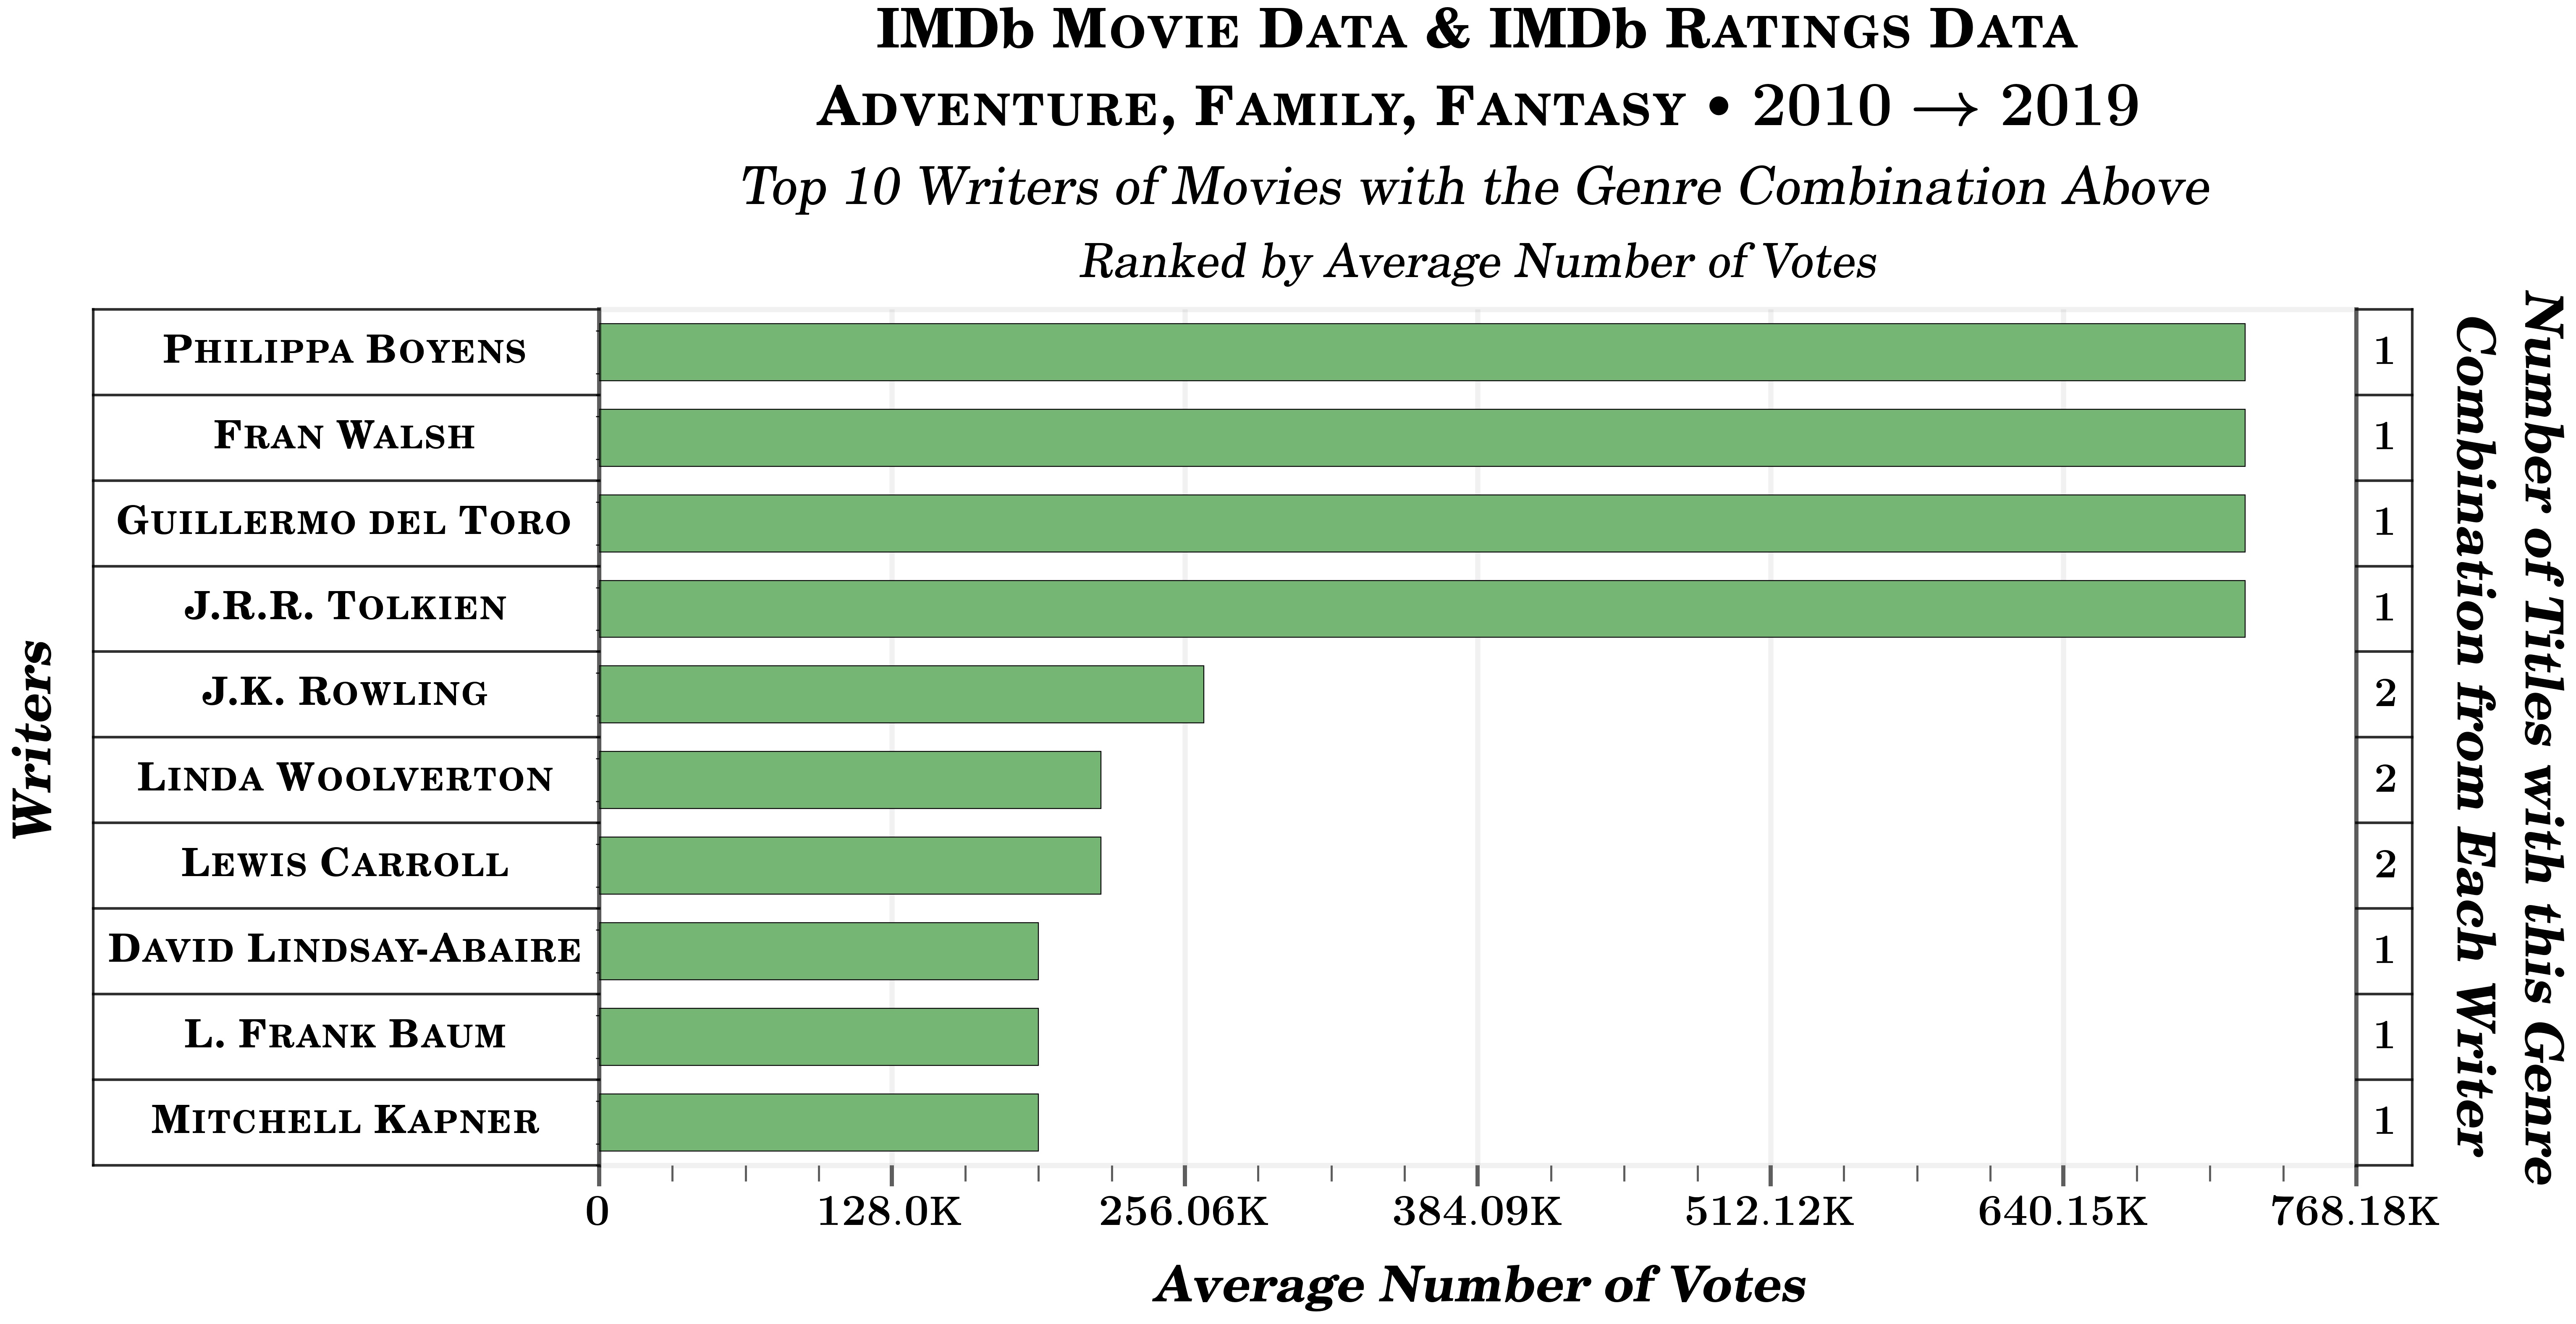 IMDb Movie Data & IMDb Ratings Data
Adventure, Family, Fantasy • 2010 → 2019
Top 10 Writers of Movies with the Genre Combination Above
Ranked by Average Number of Votes
Writers
Philippa Boyens 1
Fran Walsh 1
Guillermo del Toro 1
J.R.R. Tolkien 1
J.K. Rowling 2
Linda Woolverton 2
Lewis Carroll 2
David Lindsay-Abaire 1
L. Frank Baum 1
Mitchell Kapner 1
0 128.0K 256.06K 384.09K 512.12K 640.15K 768.18K
Average Number of Votes
Number of Titles with this Genre
Combination from Each Writer